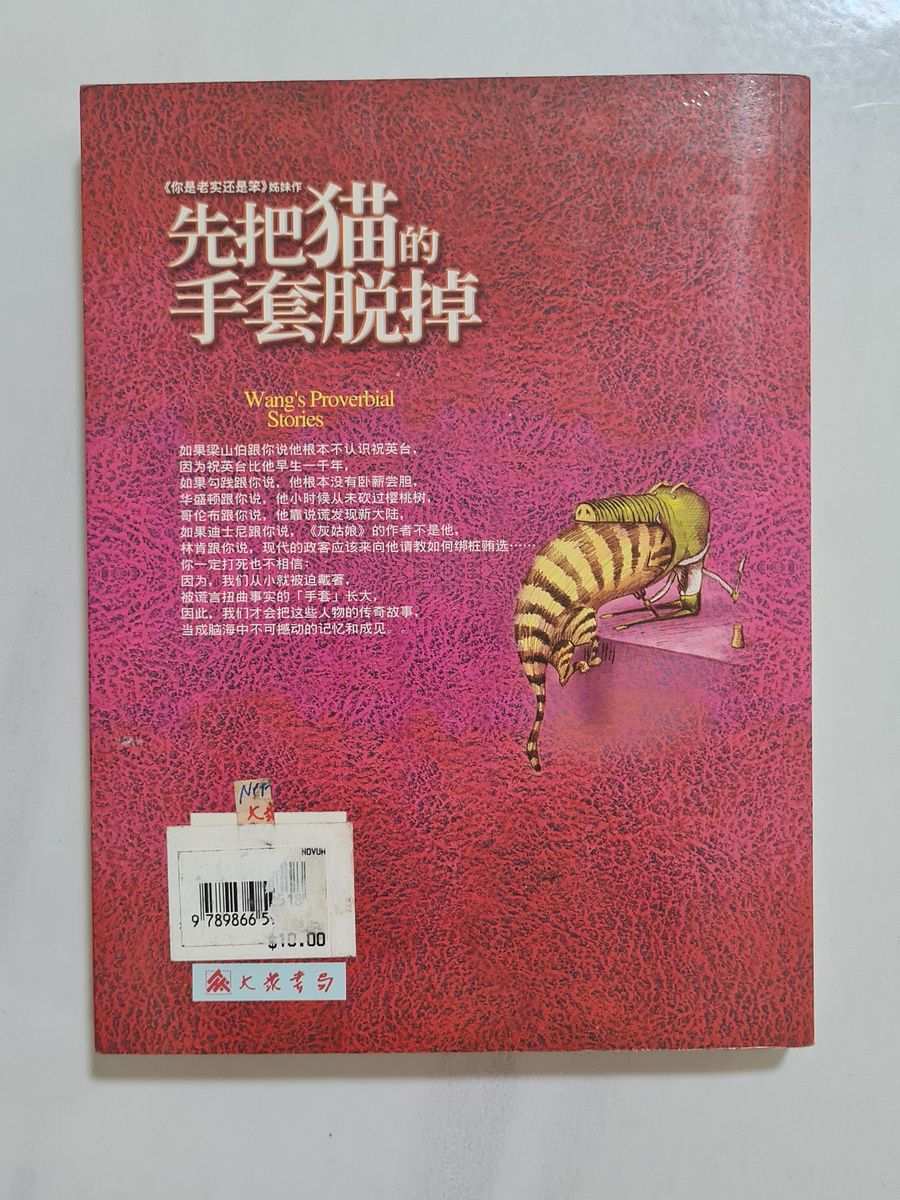 《你是老实还是笨》姊妹作
先把猫的
手套脱掉
Wang's Proverbial
Stories
如果梁山伯跟你说他根本不认识祝英台，
因为祝英台比他早生一千年，
如果勾践跟你说，他根本没有卧薪尝胆，
华盛顿跟你说，他小时候从未砍过樱桃树，
哥伦布跟你说，他靠说谎发现新大陆，
如果迪士尼跟你说，《灰姑娘》的作者不是他，
林肯跟你说，现代的政客应该来向他请教如何绑桩贿选……
你一定打死也不相信；
因为，我们从小就被迫戴著，
被谎言扭曲事实的「手套」长大，
因此，我们才会把这些人物的传奇故事，
当成脑海中不可撼动的记忆和成见。。
NOVUM
518
9 789866 5
$10.00
大众书局